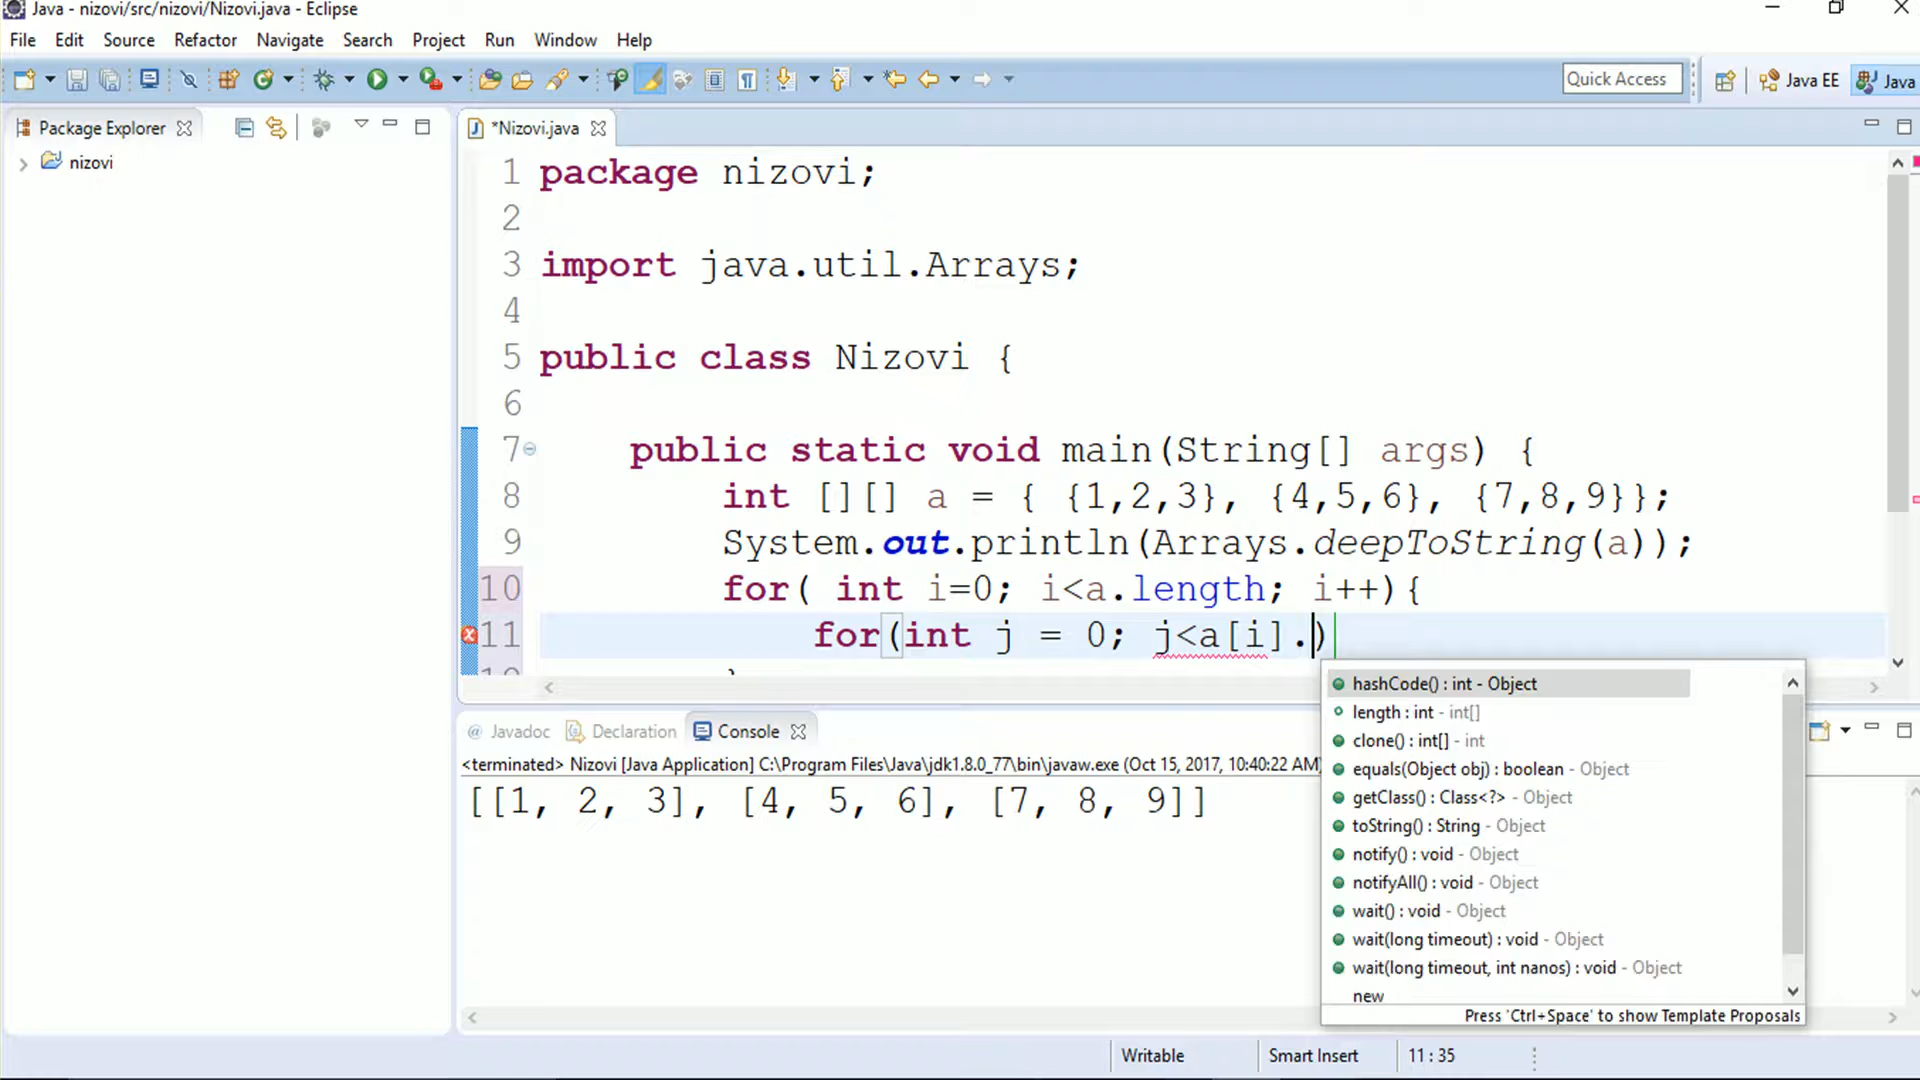 Java - nizovi/src/nizovi/Nizovi.java - Eclipse
File Edit Source Refactor Navigate Search Project Run Window Help
Quick Access Java EE Java
Package Explorer
nizovi
*Nizovi.java
1 package nizovi;
2
3 import java.util.Arrays;
4
5 public class Nizovi {
6
7 public static void main(String[] args) {
8 int [][] a = { {1,2,3}, {4,5,6}, {7,8,9}};
9 System.out.println(Arrays.deepToString(a));
10 for( int i=0; i<a.length; i++){
11 for(int j = 0; j<a[i].)
hashCode() : int - Object
length : int - int[]
clone() : int[] - int
equals(Object obj) : boolean - Object
getClass() : Class<?> - Object
toString() : String - Object
notify() : void - Object
notifyAll() : void - Object
wait() : void - Object
wait(long timeout) : void - Object
wait(long timeout, int nanos) : void - Object
new
Press 'Ctrl+Space' to show Template Proposals
@ Javadoc Declaration Console
<terminated> Nizovi [Java Application] C:\Program Files\Java\jdk1.8.0_77\bin\javaw.exe (Oct 15, 2017, 10:40:22 AM)
[[1, 2, 3], [4, 5, 6], [7, 8, 9]]
Writable Smart Insert 11 : 35